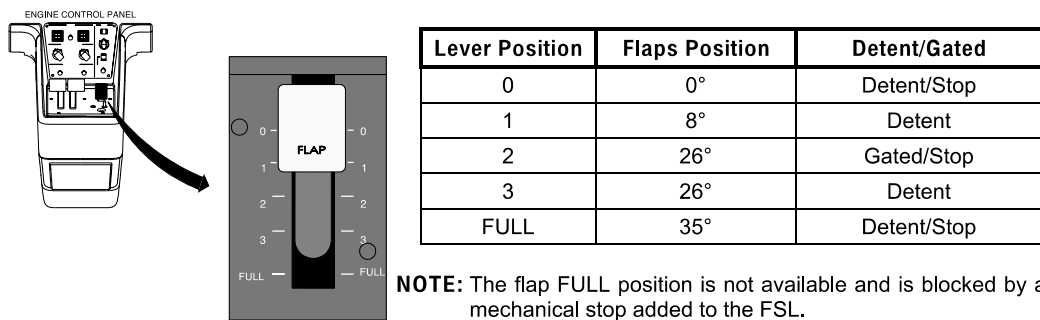 ENGINE CONTROL PANEL
Lever Position Flaps Position Detent/Gated
0 0° Detent/Stop
1 8° Detent
2 26° Gated/Stop
3 26° Detent
FULL 35° Detent/Stop
FLAP
0 0
1 1
2 2
3 3
FULL FULL
NOTE: The flap FULL position is not available and is blocked by a
mechanical stop added to the FSL.